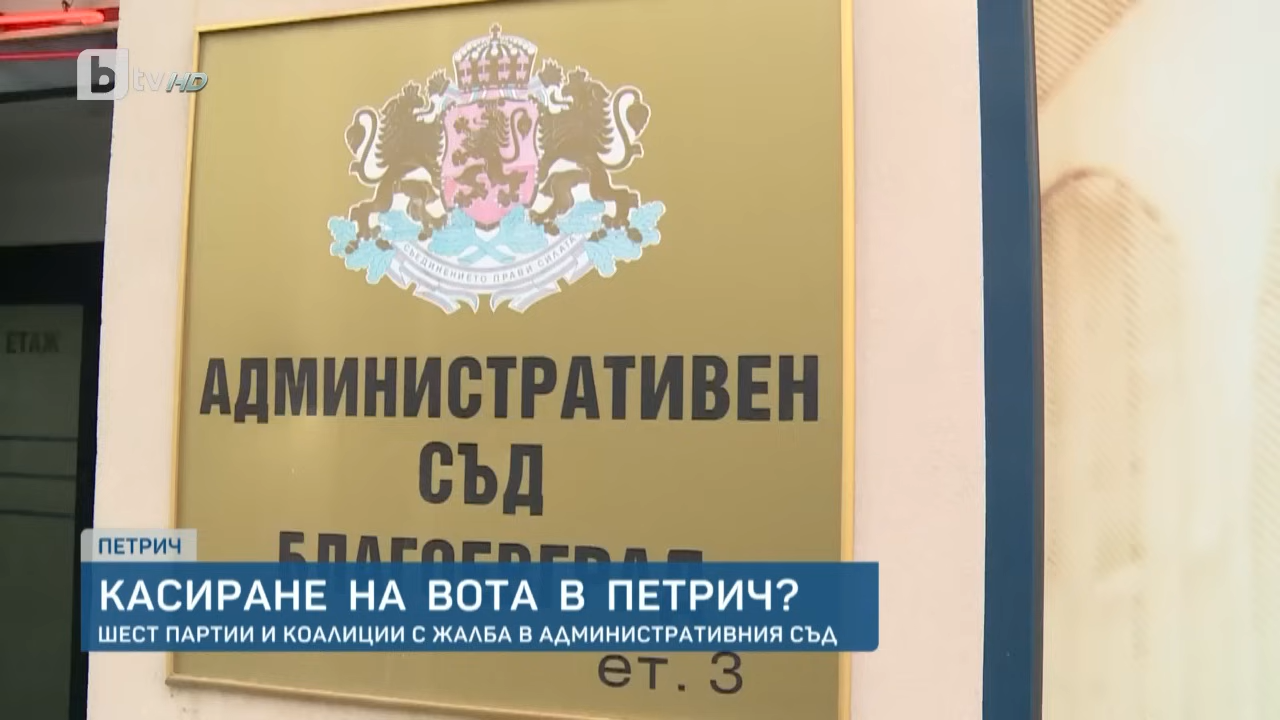 btv HD
ЕТАЖ
СЪЕДИНЕНИЕТО ПРАВИ СИЛАТА
АДМИНИСТРАТИВЕН
СЪД
БЛАГОЕВГРАД
ПЕТРИЧ
КАСИРАНЕ НА ВОТА В ПЕТРИЧ?
ШЕСТ ПАРТИИ И КОАЛИЦИИ С ЖАЛБА В АДМИНИСТРАТИВНИЯ СЪД
ет. 3